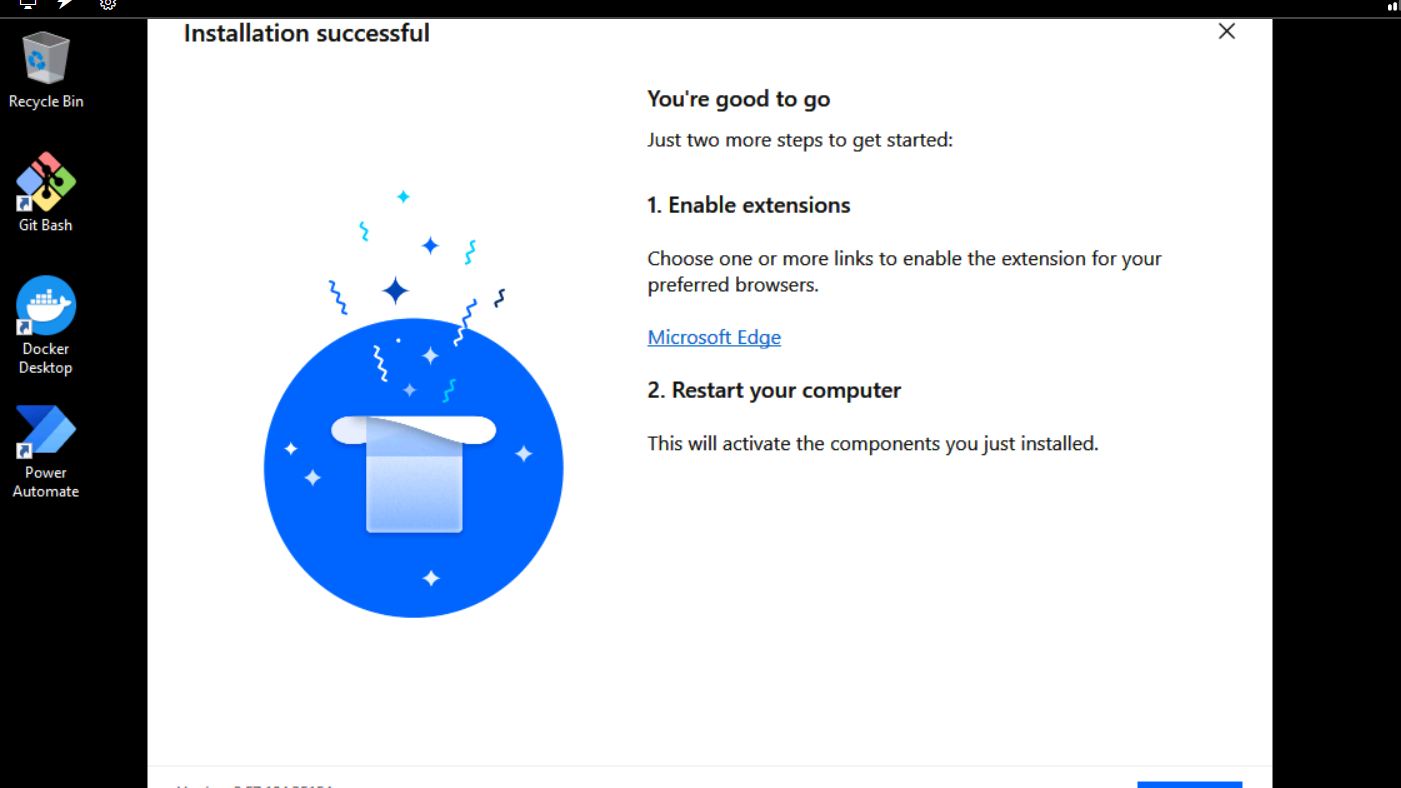 Installation successful
Recycle Bin
Git Bash
Docker
Desktop
Power
Automate
You're good to go
Just two more steps to get started:
1. Enable extensions
Choose one or more links to enable the extension for your
preferred browsers.
Microsoft Edge
2. Restart your computer
This will activate the components you just installed.